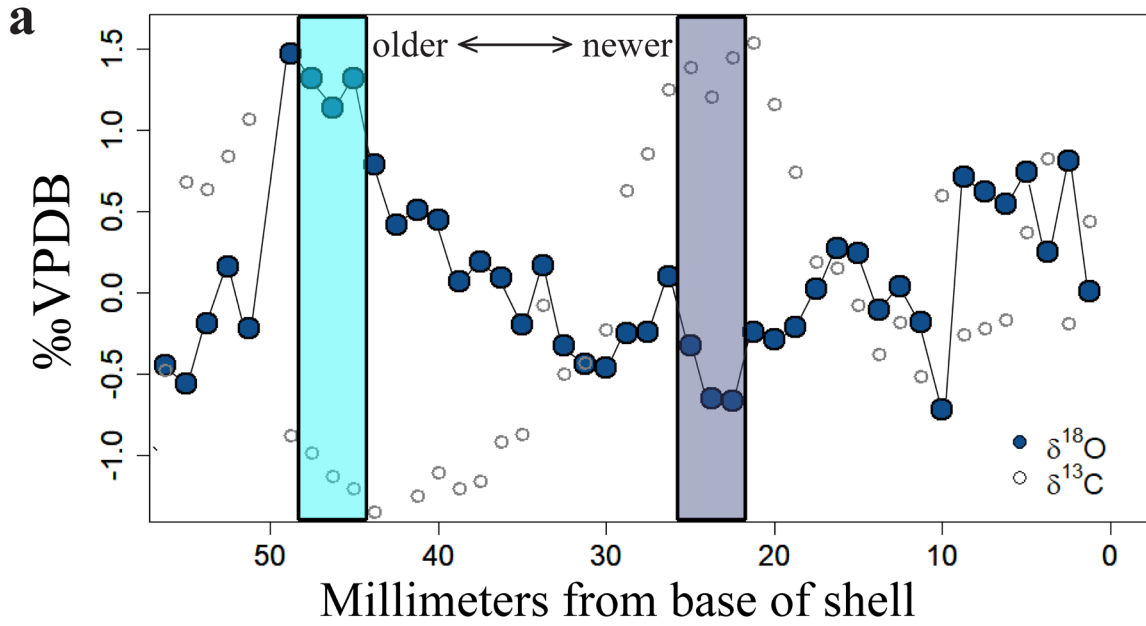 a
older newer
‰ VPDB
1.5
1.0
0.5
0.0
-0.5
-1.0
δ18O
δ13C
50 40 30 20 10 0
Millimeters from base of shell